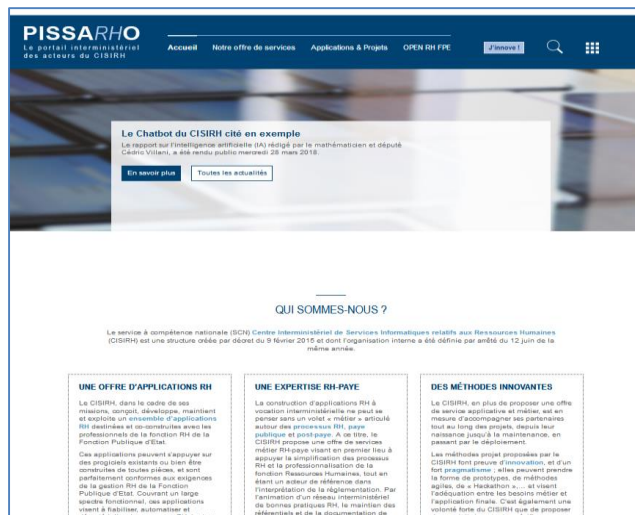 PISSARHO
Le portail interministériel
des acteurs du CISIRH
Accueil Notre offre de services Applications & Projets OPEN RH FPE J'innove !
Le Chatbot du CISIRH cité en exemple
Le rapport sur l'intelligence artificielle (IA) rédigé par le mathématicien et député
Cédric Villani, a été rendu public mercredi 28 mars 2018.
En savoir plus Toutes les actualités
QUI SOMMES-NOUS ?
Le service à compétence nationale (SCN) Centre Interministériel de Services Informatiques relatifs aux Ressources Humaines
(CISIRH) est une structure créée par décret du 9 février 2015 et dont l'organisation interne a été définie par arrêté du 12 juin de la
même année.
UNE OFFRE D'APPLICATIONS RH
Le CISIRH, dans le cadre de ses
missions, conçoit, développe, maintient
et exploite un ensemble d'applications
RH destinées et co-construites avec les
professionnels de la fonction RH de la
Fonction Publique d'Etat.
Ces applications peuvent s'appuyer sur
des progiciels existants ou bien être
construites de toutes pièces, et sont
parfaitement conformes aux exigences
de la gestion RH de la Fonction
Publique d'Etat. Couvrant un large
spectre fonctionnel, ces applications
visent à fiabiliser, automatiser et
UNE EXPERTISE RH-PAYE
La construction d'applications RH à
vocation interministérielle ne peut se
penser sans un volet « métier » articulé
autour des processus RH, paye
publique et post-paye. A ce titre, le
CISIRH propose une offre de services
métier RH-paye visant en premier lieu à
appuyer la simplification des processus
RH et la professionnalisation de la
fonction Ressources Humaines, tout en
étant un acteur de référence dans
l'interprétation de la règlementation. Par
l'animation d'un réseau interministériel
de bonnes pratiques RH, le maintien des
référentiels et de la documentation de
DES MÉTHODES INNOVANTES
Le CISIRH, en plus de proposer une offre
de service applicative et métier, est en
mesure d'accompagner ses partenaires
tout au long des projets, depuis leur
naissance jusqu'à la maintenance, en
passant par le déploiement.
Les méthodes projet proposées par le
CISIRH font preuve d'innovation, et d'un
fort pragmatisme ; elles peuvent prendre
la forme de prototypes, de méthodes
agiles, de « Hackathon »,... et visent
l'adéquation entre les besoins métier et
l'application finale. C'est également une
volonté forte du CISIRH que de proposer